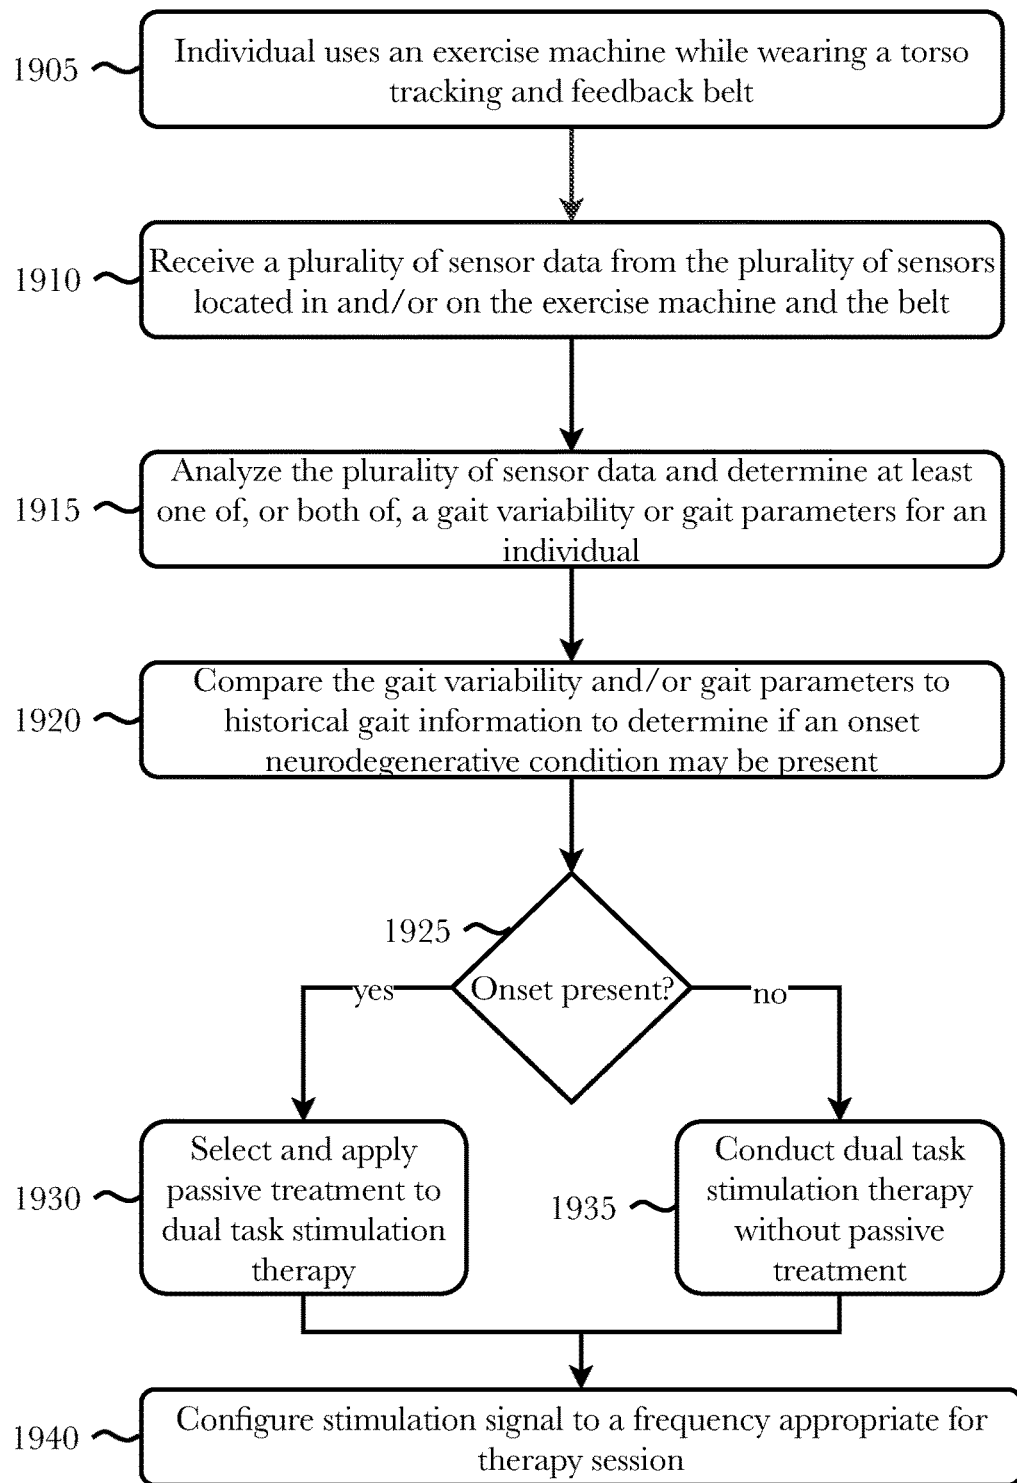 1905
Individual uses an exercise machine while wearing a torso
tracking and feedback belt
1910
Receive a plurality of sensor data from the plurality of sensors
located in and/or on the exercise machine and the belt
1915
Analyze the plurality of sensor data and determine at least
one of, or both of, a gait variability or gait parameters for an
individual
1920
Compare the gait variability and/or gait parameters to
historical gait information to determine if an onset
neurodegenerative condition may be present
1925
Onset present?
yes
no
1930
Select and apply
passive treatment to
dual task stimulation
therapy
1935
Conduct dual task
stimulation therapy
without passive
treatment
1940
Configure stimulation signal to a frequency appropriate for
therapy session